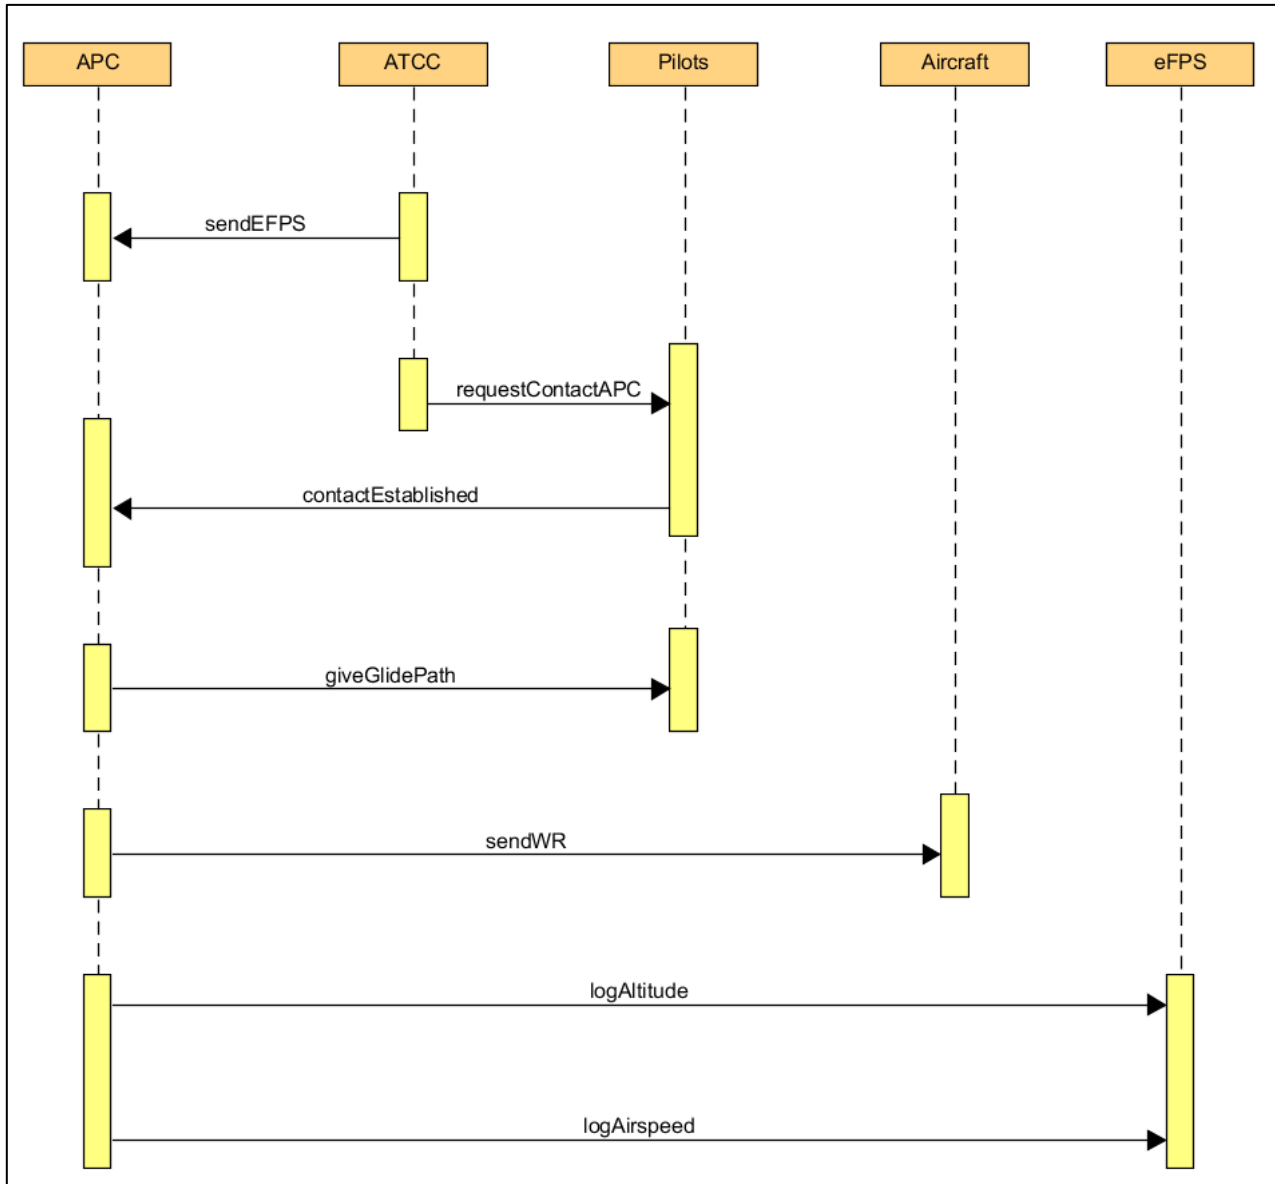 APC
ATCC
Pilots
Aircraft
eFPS
sendEFPS
requestContactAPC
contactEstablished
giveGlidePath
sendWR
logAltitude
logAirspeed